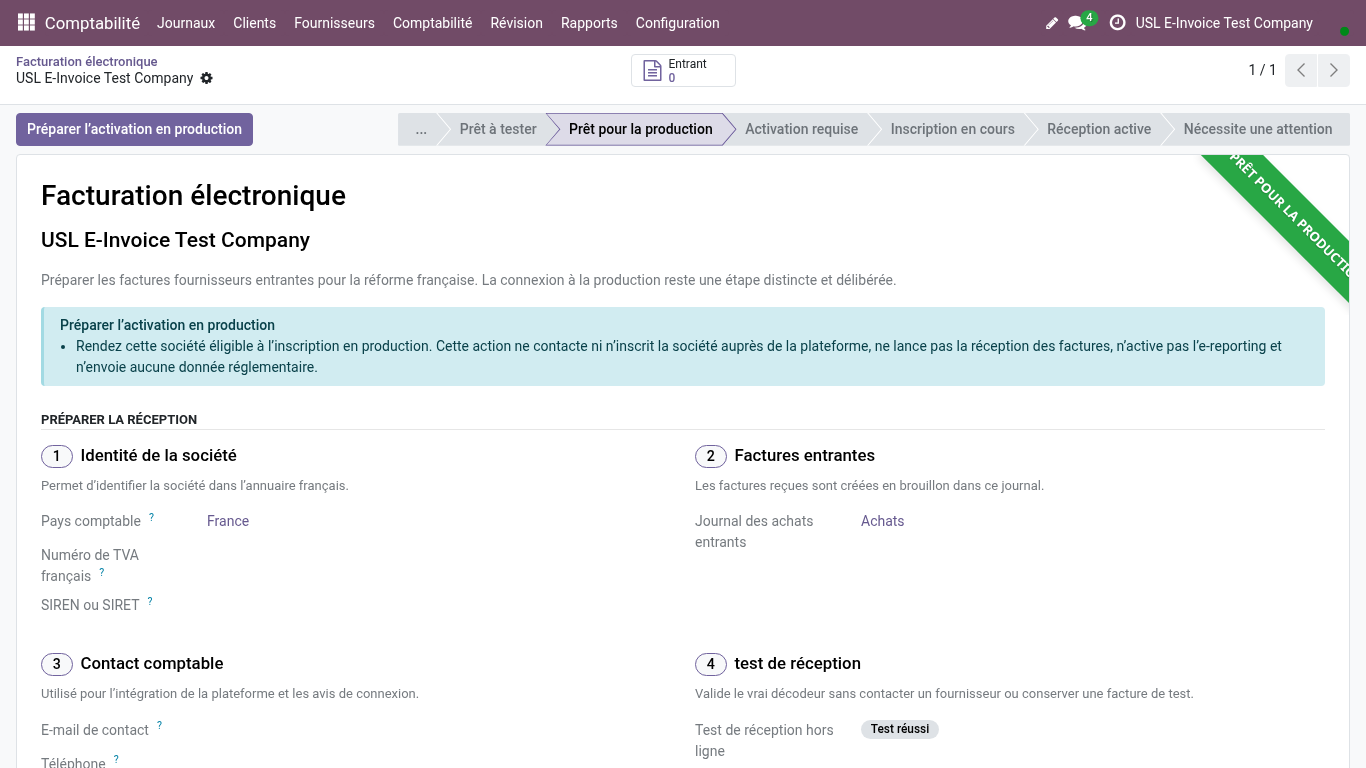 Comptabilité Journaux Clients Fournisseurs Comptabilité Révision Rapports Configuration 4 USL E-Invoice Test Company
Facturation électronique
USL E-Invoice Test Company
Entrant
0
1 / 1
Préparer l’activation en production
... Prêt à tester Prêt pour la production Activation requise Inscription en cours Réception active Nécessite une attention
PRÊT POUR LA PRODUCTIO
Facturation électronique
USL E-Invoice Test Company
Préparer les factures fournisseurs entrantes pour la réforme française. La connexion à la production reste une étape distincte et délibérée.
Préparer l’activation en production
• Rendez cette société éligible à l’inscription en production. Cette action ne contacte ni n’inscrit la société auprès de la plateforme, ne lance pas la réception des factures, n’active pas l’e-reporting et
n’envoie aucune donnée réglementaire.
PRÉPARER LA RÉCEPTION
1 Identité de la société
Permet d’identifier la société dans l’annuaire français.
Pays comptable ? France
Numéro de TVA
français ?
SIREN ou SIRET ?
2 Factures entrantes
Les factures reçues sont créées en brouillon dans ce journal.
Journal des achats
entrants
Achats
3 Contact comptable
Utilisé pour l’intégration de la plateforme et les avis de connexion.
E-mail de contact ?
Téléphone ?
4 test de réception
Valide le vrai décodeur sans contacter un fournisseur ou conserver une facture de test.
Test de réception hors
ligne
Test réussi